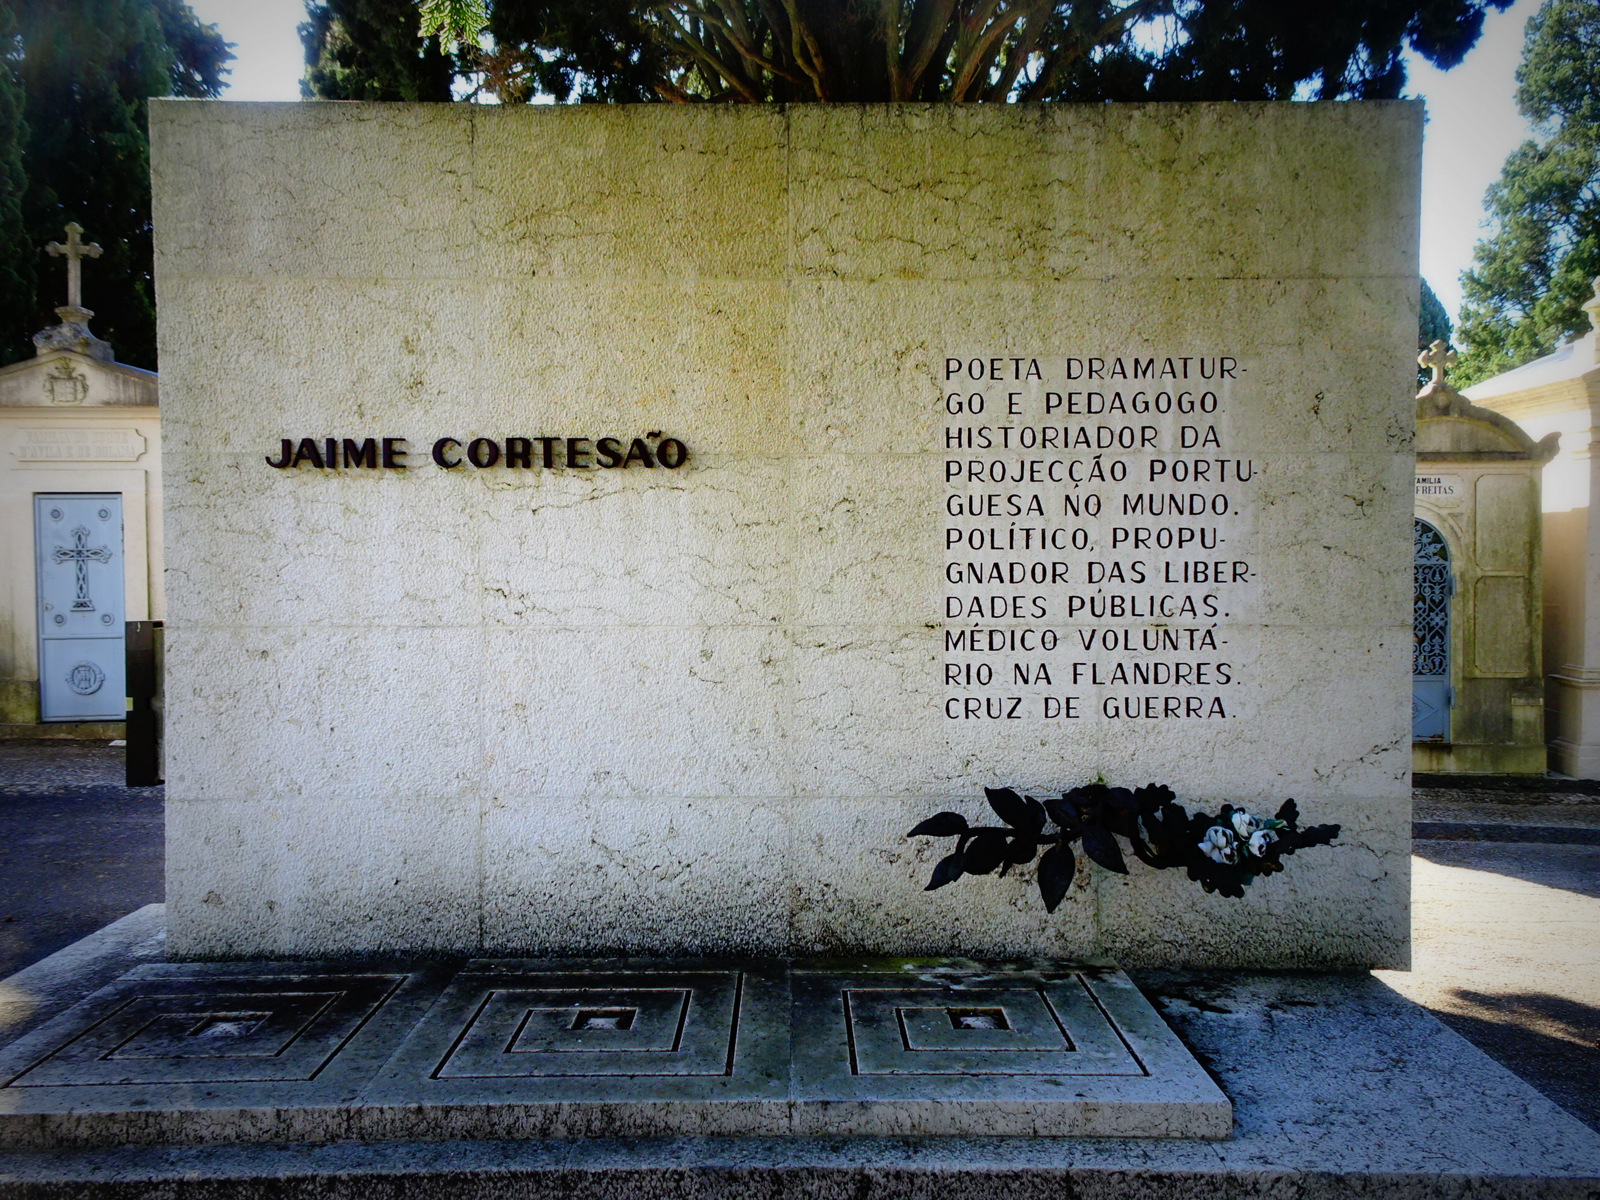 JAIME CORTESÃO
POETA, DRAMATUR-
GO E PEDAGOGO.
HISTORIADOR DA
PROJECÇÃO PORTU-
GUESA NO MUNDO.
POLÍTICO, PROPU-
GNADOR DAS LIBER-
DADES PÚBLICAS.
MÉDICO VOLUNTÁ-
RIO NA FLANDRES.
CRUZ DE GUERRA.
FREITAS